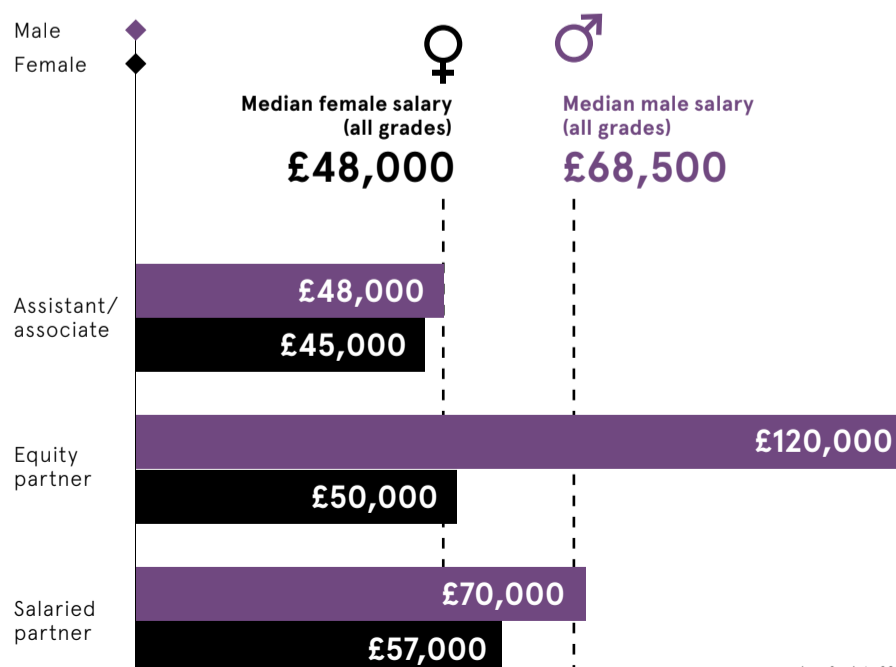 Male
Female
Median female salary
(all grades)
£48,000
Median male salary
(all grades)
£68,500
Assistant/
associate
£48,000
£45,000
Equity
partner
£120,000
£50,000
Salaried
partner
£70,000
£57,000